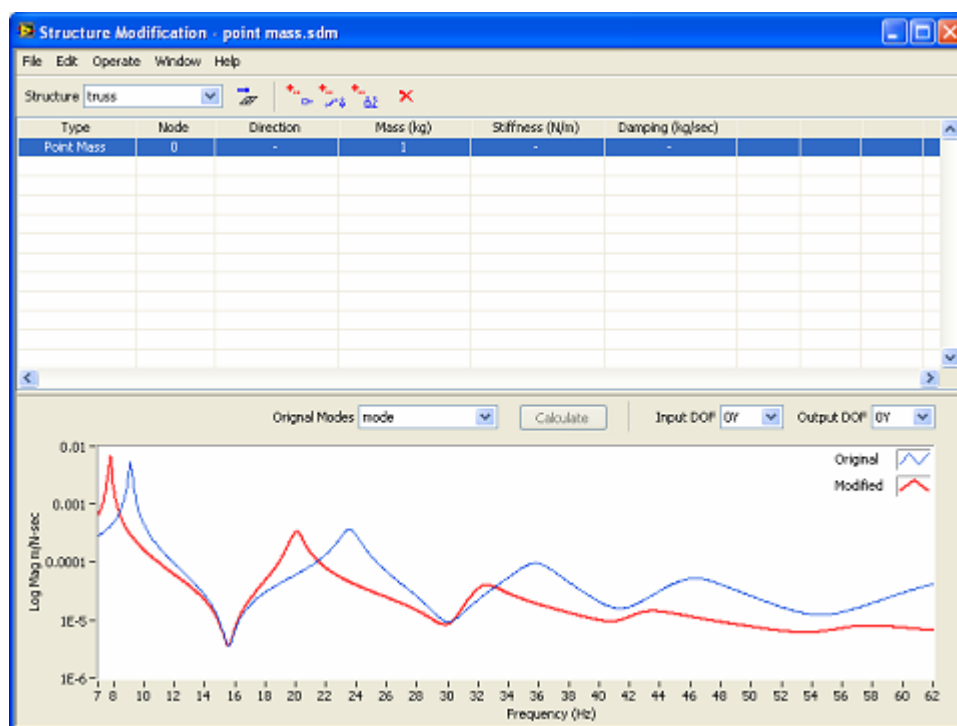 Structure Modification - point mass.sdm
File Edit Operate Window Help
Structure truss
Type Node Direction Mass (kg) Stiffness (N/m) Damping (kg/sec)
Point Mass 0 - 1 - -
Orignal Modes mode Calculate Input DOF 0Y Output DOF 0Y
Original
Modified
Log Mag m/N-sec
0.01
0.001
0.0001
1E-5
1E-6
7 8 10 12 14 16 18 20 22 24 26 28 30 32 34 36 38 40 42 44 46 48 50 52 54 56 58 60 62
Frequency (Hz)